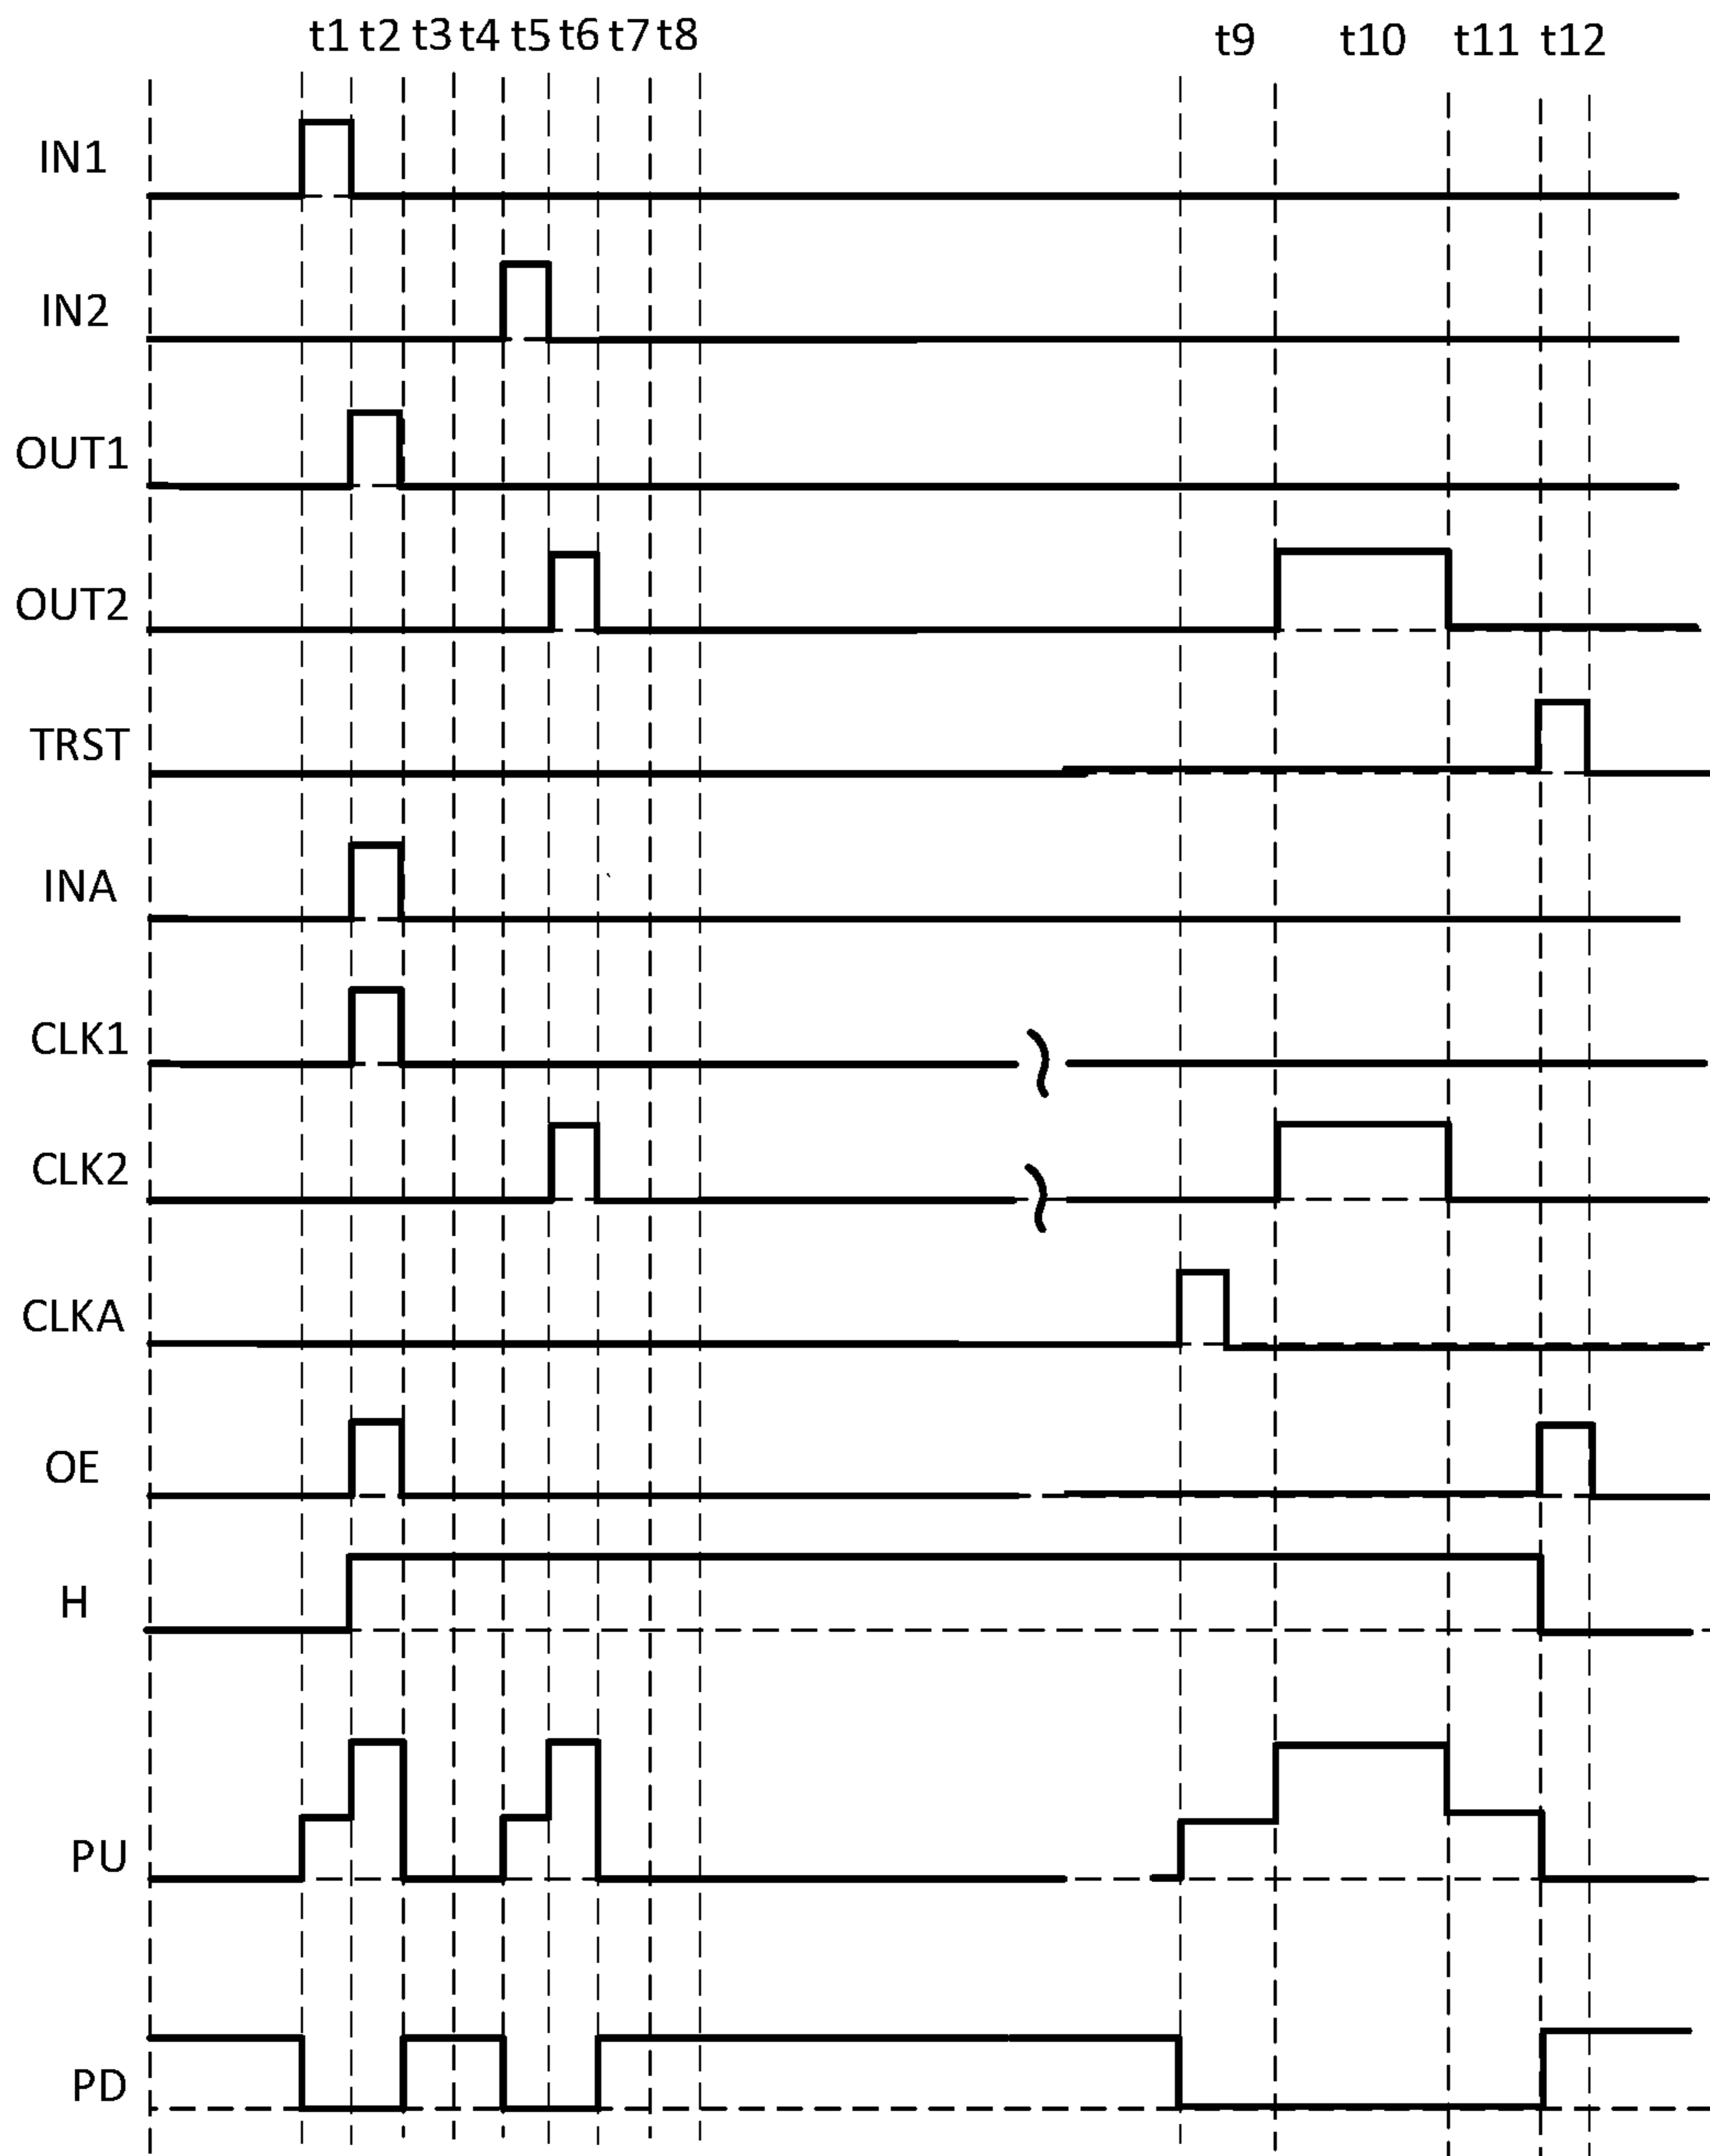 t1 t2 t3 t4 t5 t6 t7 t8 t9 t10 t11 t12
IN1
IN2
OUT1
OUT2
TRST
INA
CLK1
CLK2
CLKA
OE
H
PU
PD